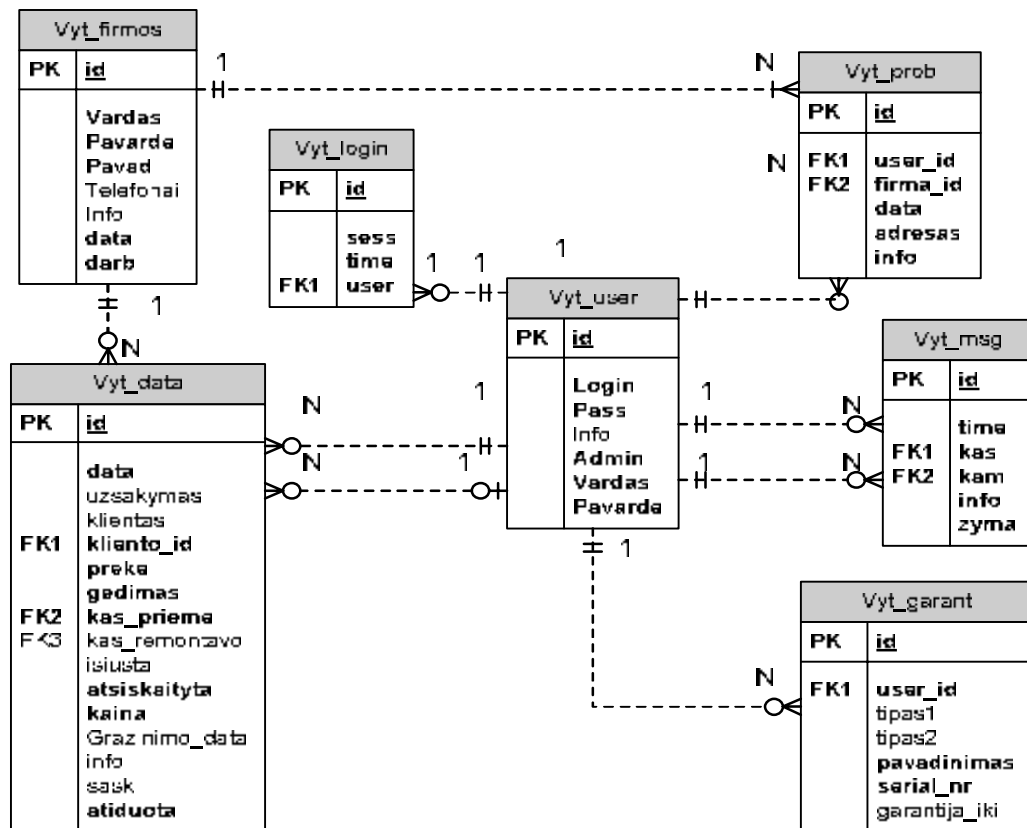 Vyt_firmos
PK id
Vardas
Pavarde
Pavad
Telefonai
Info
data
darb
1
N
Vyt_prob
PK id
FK1 user_id
FK2 firma_id
data
adresas
info
N
Vyt_login
PK id
sess
time
FK1 user
1
1
1
Vyt_user
PK id
Login
Pass
Info
Admin
Vardas
Pavarde
1
N
Vyt_data
PK id
data
uzsakymas
klientas
FK1 kliento_id
preke
gedimas
FK2 kas_prieme
FK3 kas_remontavo
isiusta
atsiskaityta
kaina
Grazinimo_data
info
sask
atiduota
N
1
N
1
1
N
1
N
Vyt_msg
PK id
time
FK1 kas
FK2 kam
info
zyma
1
N
Vyt_garant
PK id
FK1 user_id
tipas1
tipas2
pavadinimas
serial_nr
garantija_iki